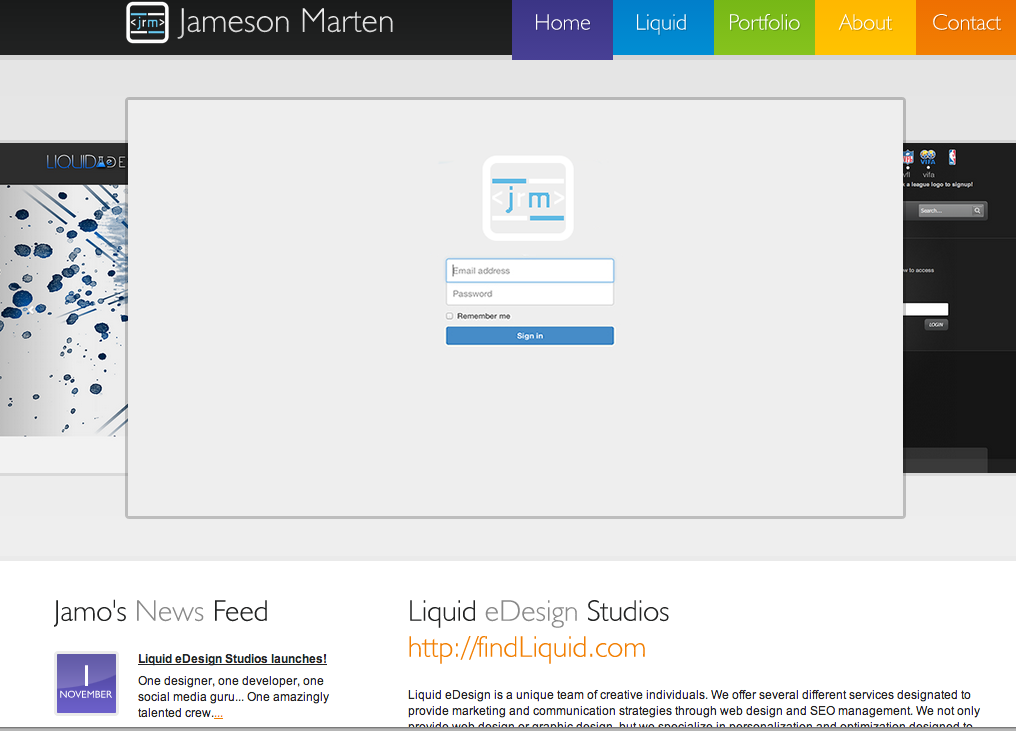 <jrm> Jameson Marten
Home Liquid Portfolio About Contact
LIQUID DE
vifa
k a league logo to signup!
<jrm>
Search...
Email address
w to access
Password
Remember me
LOGIN
Sign in
Jamo's News Feed
Liquid eDesign Studios
http://findLiquid.com
Liquid eDesign Studios launches!
1
NOVEMBER
One designer, one developer, one
social media guru... One amazingly
talented crew...
Liquid eDesign is a unique team of creative individuals. We offer several different services designated to
provide marketing and communication strategies through web design and SEO management. We not only
provide web design or graphic design, but we specialize in personalization and optimization designed to